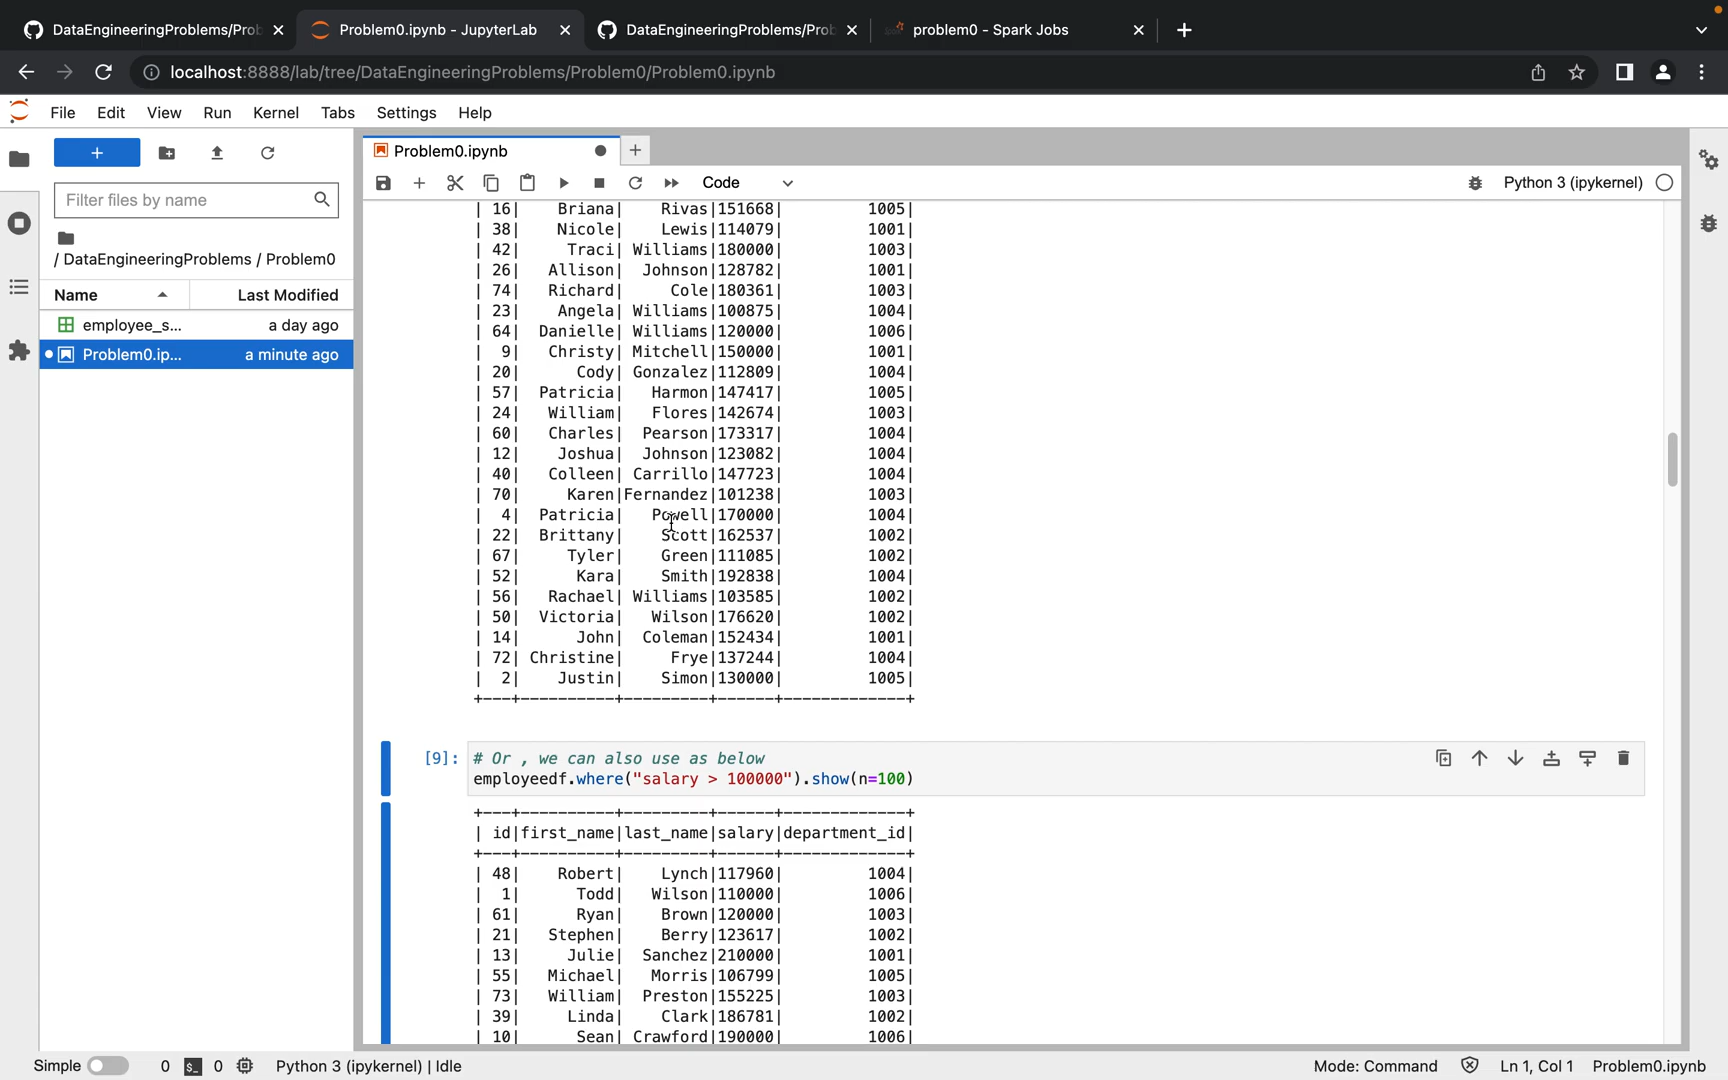 DataEngineeringProblems/Prob
Problem0.ipynb - JupyterLab
DataEngineeringProblems/Prob
problem0 - Spark Jobs
localhost:8888/lab/tree/DataEngineeringProblems/Problem0/Problem0.ipynb
File Edit View Run Kernel Tabs Settings Help
Problem0.ipynb
Code
Python 3 (ipykernel)
Filter files by name
/ DataEngineeringProblems / Problem0
Name Last Modified
employee_s... a day ago
Problem0.ip... a minute ago
| 16| Briana| Rivas|151668| 1005|
| 38| Nicole| Lewis|114079| 1001|
| 42| Traci| Williams|180000| 1003|
| 26| Allison| Johnson|128782| 1001|
| 74| Richard| Cole|180361| 1003|
| 23| Angela| Williams|100875| 1004|
| 64| Danielle| Williams|120000| 1006|
| 9| Christy| Mitchell|150000| 1001|
| 20| Cody| Gonzalez|112809| 1004|
| 57| Patricia| Harmon|147417| 1005|
| 24| William| Flores|142674| 1003|
| 60| Charles| Pearson|173317| 1004|
| 12| Joshua| Johnson|123082| 1004|
| 40| Colleen| Carrillo|147723| 1004|
| 70| Karen|Fernandez|101238| 1003|
| 4| Patricia| Powell|170000| 1004|
| 22| Brittany| Scott|162537| 1002|
| 67| Tyler| Green|111085| 1002|
| 52| Kara| Smith|192838| 1004|
| 56| Rachael| Williams|103585| 1002|
| 50| Victoria| Wilson|176620| 1002|
| 14| John| Coleman|152434| 1001|
| 72| Christine| Frye|137244| 1004|
| 2| Justin| Simon|130000| 1005|
+---+----------+---------+------+-------------+
[9]: # Or , we can also use as below
employeedf.where("salary > 100000").show(n=100)
+---+----------+---------+------+-------------+
| id|first_name|last_name|salary|department_id|
+---+----------+---------+------+-------------+
| 48| Robert| Lynch|117960| 1004|
| 1| Todd| Wilson|110000| 1006|
| 61| Ryan| Brown|120000| 1003|
| 21| Stephen| Berry|123617| 1002|
| 13| Julie| Sanchez|210000| 1001|
| 55| Michael| Morris|106799| 1005|
| 73| William| Preston|155225| 1003|
| 39| Linda| Clark|186781| 1002|
| 10| Sean| Crawford|190000| 1006|
Simple 0 0 Python 3 (ipykernel) | Idle Mode: Command Ln 1, Col 1 Problem0.ipynb